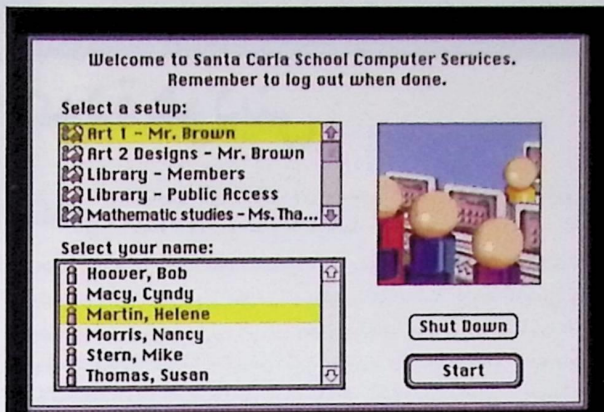 Welcome to Santa Carla School Computer Services.
Remember to log out when done.
Select a setup:
Art 1 - Mr. Brown
Art 2 Designs - Mr. Brown
Library - Members
Library - Public Access
Mathematic studies - Ms. Tha...
Select your name:
Hoover, Bob
Macy, Cyndy
Martin, Helene
Morris, Nancy
Stern, Mike
Thomas, Susan
Shut Down
Start